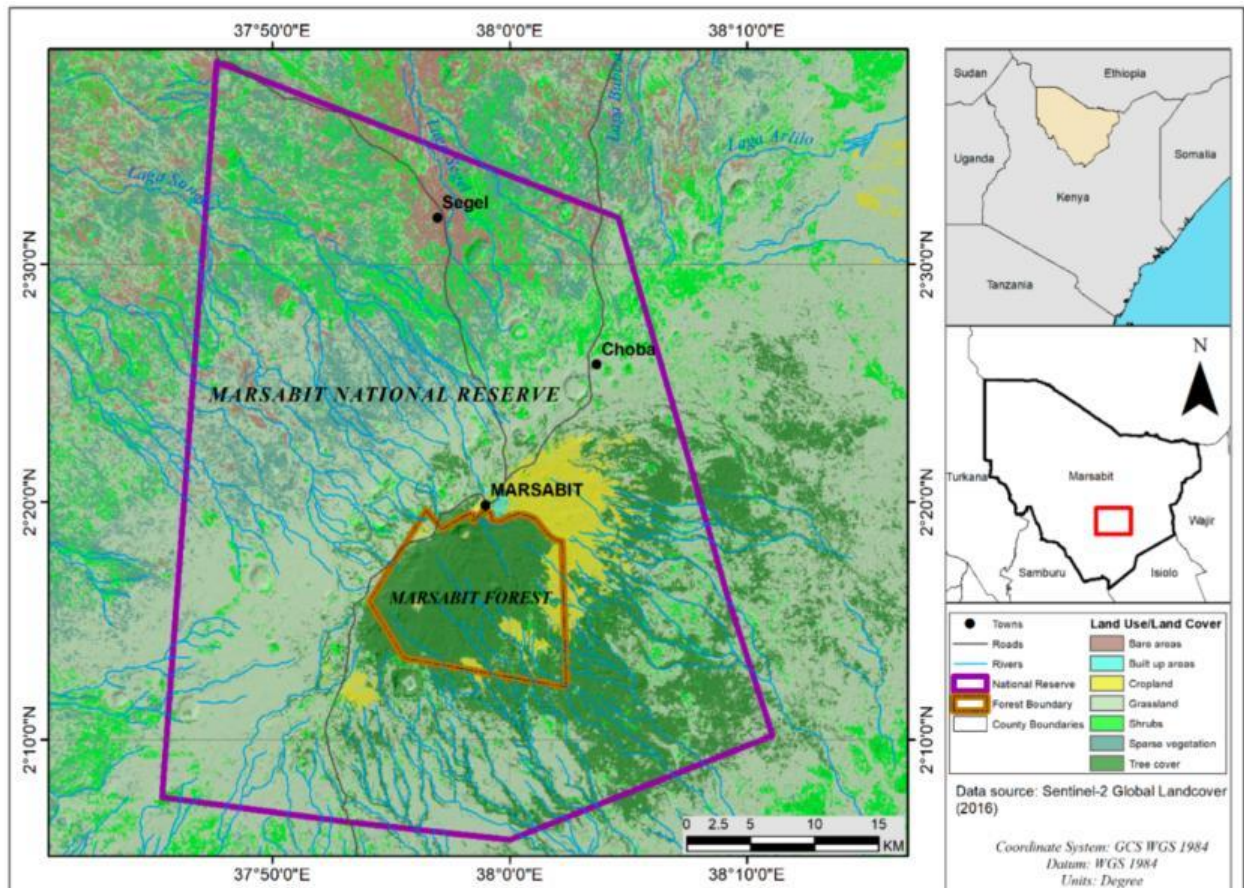 37°50'0"E
38°0'0"E
38°10'0"E
2°30'0"N
2°20'0"N
2°10'0"N
Laga Segel
Laga Arlilo
Segel
Choba
MARSABIT NATIONAL RESERVE
MARSABIT
MARSABIT FOREST
2°30'0"N
2°20'0"N
2°10'0"N
0 2.5 5 10 15
KM
37°50'0"E
38°0'0"E
38°10'0"E
Sudan
Ethiopia
Uganda
Somalia
Kenya
Tanzania
N
Turkana
Marsabit
Wajir
Samburu
Isiolo
Towns
Roads
Rivers
National Reserve
Forest Boundary
County Boundaries
Land Use/Land Cover
Bare areas
Built up areas
Cropland
Grassland
Shrubs
Sparse vegetation
Tree cover
Data source: Sentinel-2 Global Landcover
(2016)
Coordinate System: GCS WGS 1984
Datum: WGS 1984
Units: Degree